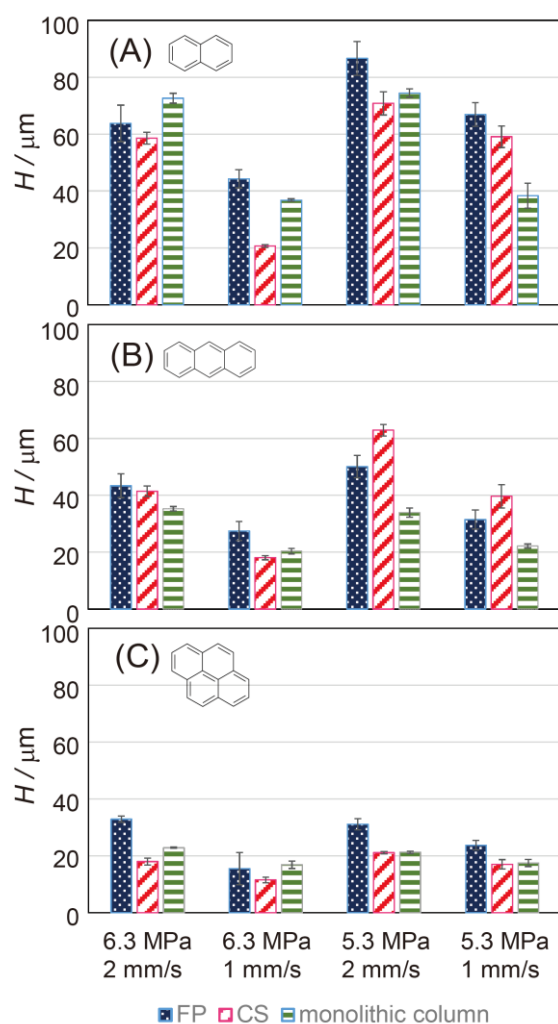 (A)
H / μm
100
80
60
40
20
0
(B)
H / μm
100
80
60
40
20
0
(C)
H / μm
100
80
60
40
20
0
6.3 MPa 6.3 MPa 5.3 MPa 5.3 MPa
2 mm/s 1 mm/s 2 mm/s 1 mm/s
FP CS monolithic column